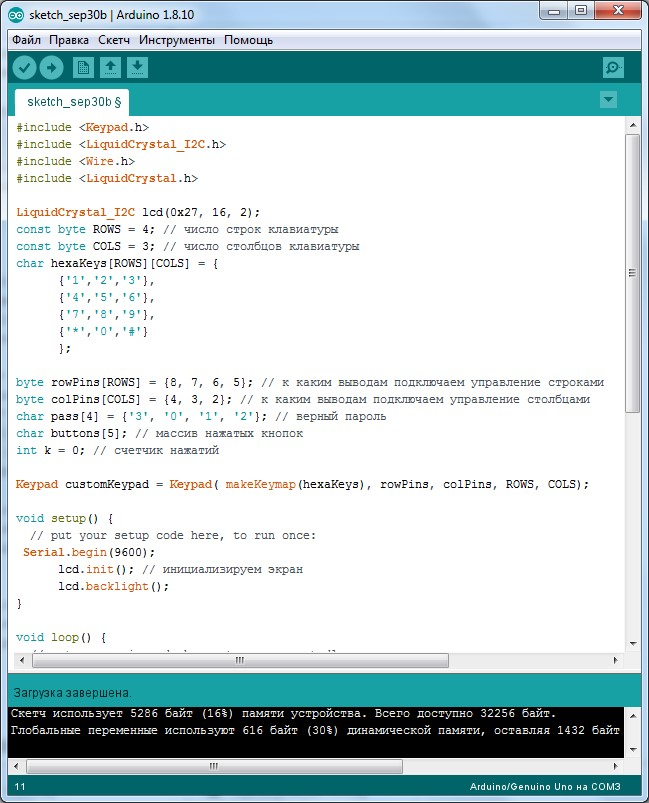 sketch_sep30b | Arduino 1.8.10
Файл Правка Скетч Инструменты Помощь
sketch_sep30b §
#include <Keypad.h>
#include <LiquidCrystal_I2C.h>
#include <Wire.h>
#include <LiquidCrystal.h>
LiquidCrystal_I2C lcd(0x27, 16, 2);
const byte ROWS = 4; // число строк клавиатуры
const byte COLS = 3; // число столбцов клавиатуры
char hexaKeys[ROWS][COLS] = {
{'1','2','3'},
{'4','5','6'},
{'7','8','9'},
{'*','0','#'}
};
byte rowPins[ROWS] = {8, 7, 6, 5}; // к каким выводам подключаем управление строками
byte colPins[COLS] = {4, 3, 2}; // к каким выводам подключаем управление столбцами
char pass[4] = {'3', '0', '1', '2'}; // верный пароль
char buttons[5]; // массив нажатых кнопок
int k = 0; // счетчик нажатий
Keypad customKeypad = Keypad( makeKeymap(hexaKeys), rowPins, colPins, ROWS, COLS);
void setup() {
// put your setup code here, to run once:
Serial.begin(9600);
lcd.init(); // инициализируем экран
lcd.backlight();
}
void loop() {
Загрузка завершена.
Скетч использует 5286 байт (16%) памяти устройства. Всего доступно 32256 байт.
Глобальные переменные используют 616 байт (30%) динамической памяти, оставляя 1432 байт
11 Arduino/Genuino Uno на COM3